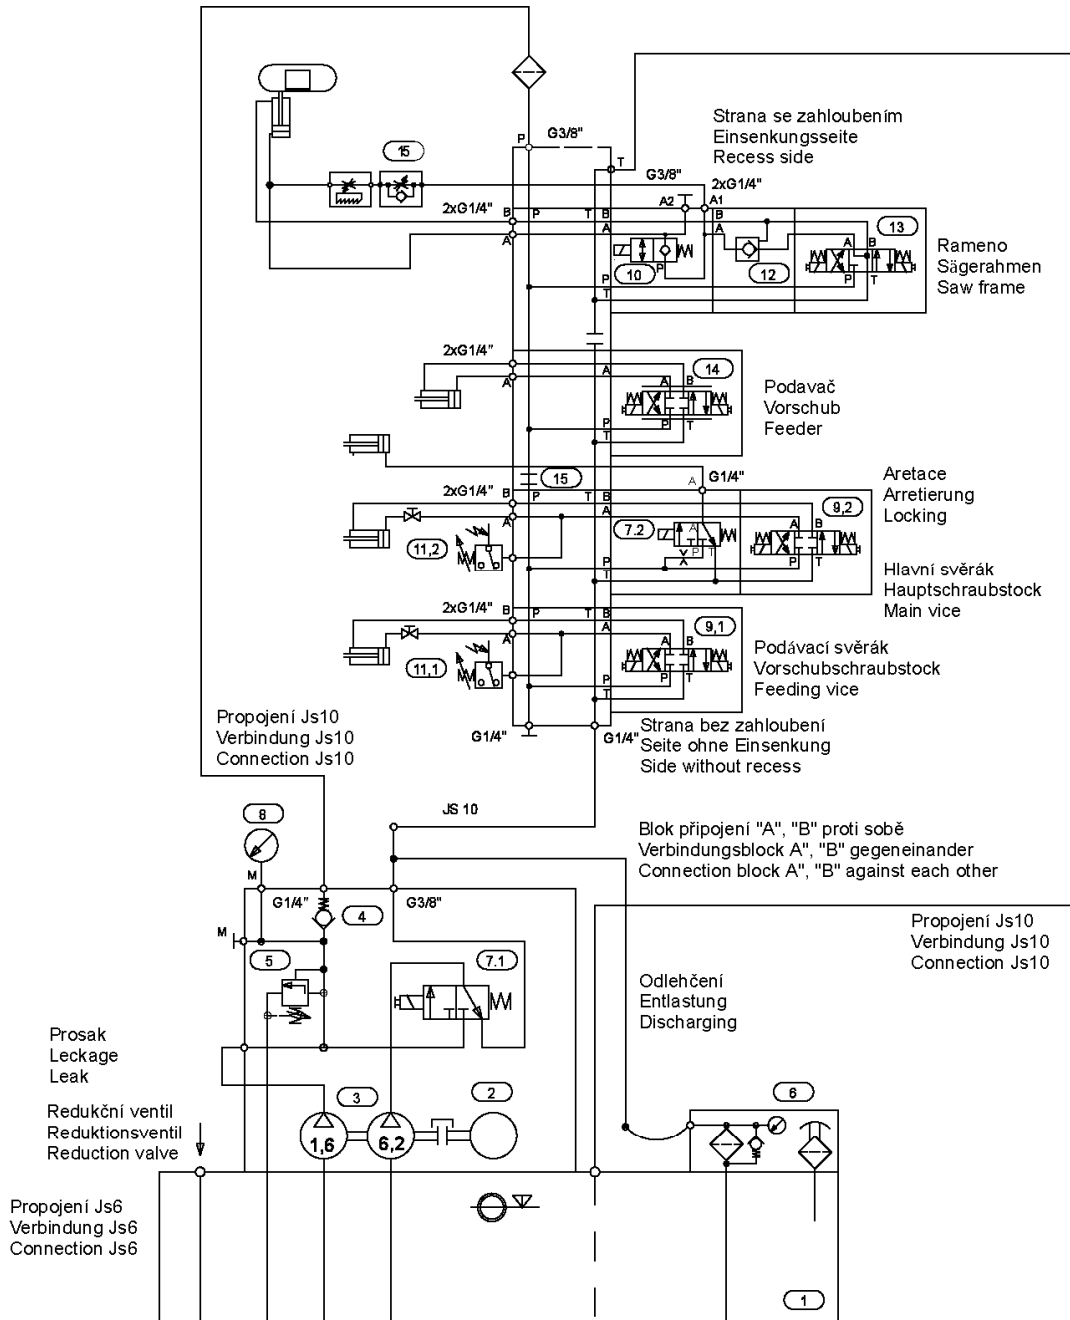 P
G3/8"
T
Strana se zahloubením
Einsenkungsseite
Recess side
15
G3/8"
2xG1/4"
A2
A1
2xG1/4"
B
P
T
B
B
A
A
A
13
A
B
10
P
12
P
T
P
T
Rameno
Sägerahmen
Saw frame
2xG1/4"
14
A
A
A
B
P
T
P
T
Podavač
Vorschub
Feeder
15
A
G1/4"
Aretace
Arretierung
Locking
2xG1/4"
B
P
T
B
9,2
A
A
7.2
A
P
T
A
B
11,2
P
T
P
T
Hlavní svěrák
Hauptschraubstock
Main vice
2xG1/4"
B
P
T
B
9,1
A
A
A
B
11,1
P
T
P
T
Podávací svěrák
Vorschubschraubstock
Feeding vice
Propojení Js10
Verbindung Js10
Connection Js10
G1/4"
G1/4"
Strana bez zahloubení
Seite ohne Einsenkung
Side without recess
8
JS 10
Blok připojení "A", "B" proti sobě
Verbindungsblock A", "B" gegeneinander
Connection block A", "B" against each other
M
G1/4"
4
G3/8"
M
5
7.1
Propojení Js10
Verbindung Js10
Connection Js10
Odlehčení
Entlastung
Discharging
Prosak
Leckage
Leak
3
2
6
1,6
6,2
Redukční ventil
Reduktionsventil
Reduction valve
Propojení Js6
Verbindung Js6
Connection Js6
1